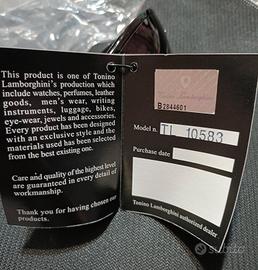 This product is one of Tonino
Lamborghini's production which
include watches, perfumes, leather
goods, men's wear, writing
instruments, luggage, bikes,
eye-wear, jewels and accessories.
Every product has been designed
with an exclusive style and the
materials used has been selected
from the best existing one.
Care and quality of the highest level
are guaranteed in every detail of
workmanship.
Thank you for having chosen our
products.
B2844601
Model n. TL 10583
Purchase date
Tonino Lamborghini authorized dealer
subito